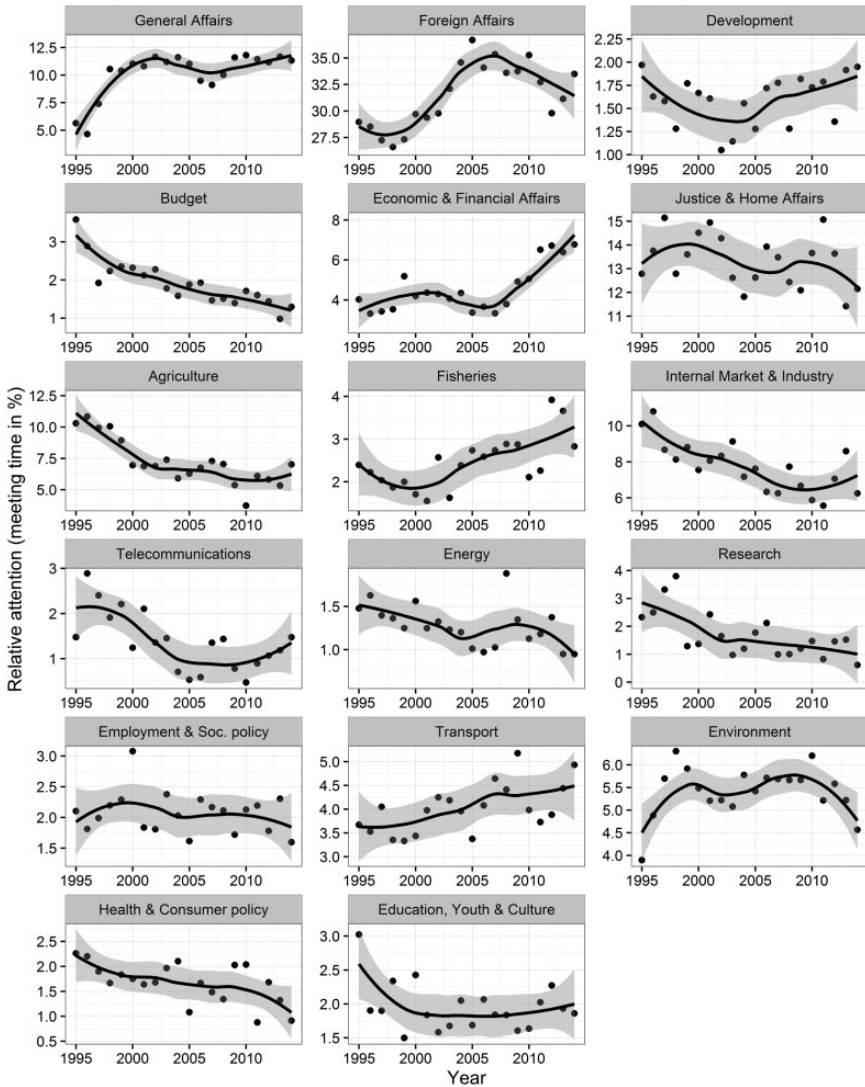 Relative attention (meeting time in %)
General Affairs
12.5
10.0
7.5
5.0
1995 2000 2005 2010
Foreign Affairs
35.0
32.5
30.0
27.5
1995 2000 2005 2010
Development
2.25
2.00
1.75
1.50
1.25
1.00
1995 2000 2005 2010
Budget
3
2
1
1995 2000 2005 2010
Economic & Financial Affairs
8
6
4
1995 2000 2005 2010
Justice & Home Affairs
15
14
13
12
11
1995 2000 2005 2010
Agriculture
12.5
10.0
7.5
5.0
1995 2000 2005 2010
Fisheries
4
3
2
1995 2000 2005 2010
Internal Market & Industry
10
8
6
1995 2000 2005 2010
Telecommunications
3
2
1
1995 2000 2005 2010
Energy
1.5
1.0
1995 2000 2005 2010
Research
4
3
2
1
0
1995 2000 2005 2010
Employment & Soc. policy
3.0
2.5
2.0
1.5
1995 2000 2005 2010
Transport
5.0
4.5
4.0
3.5
3.0
1995 2000 2005 2010
Environment
6.0
5.5
5.0
4.5
4.0
1995 2000 2005 2010
Health & Consumer policy
2.5
2.0
1.5
1.0
0.5
1995 2000 2005 2010
Education, Youth & Culture
3.0
2.5
2.0
1.5
1995 2000 2005 2010
Year